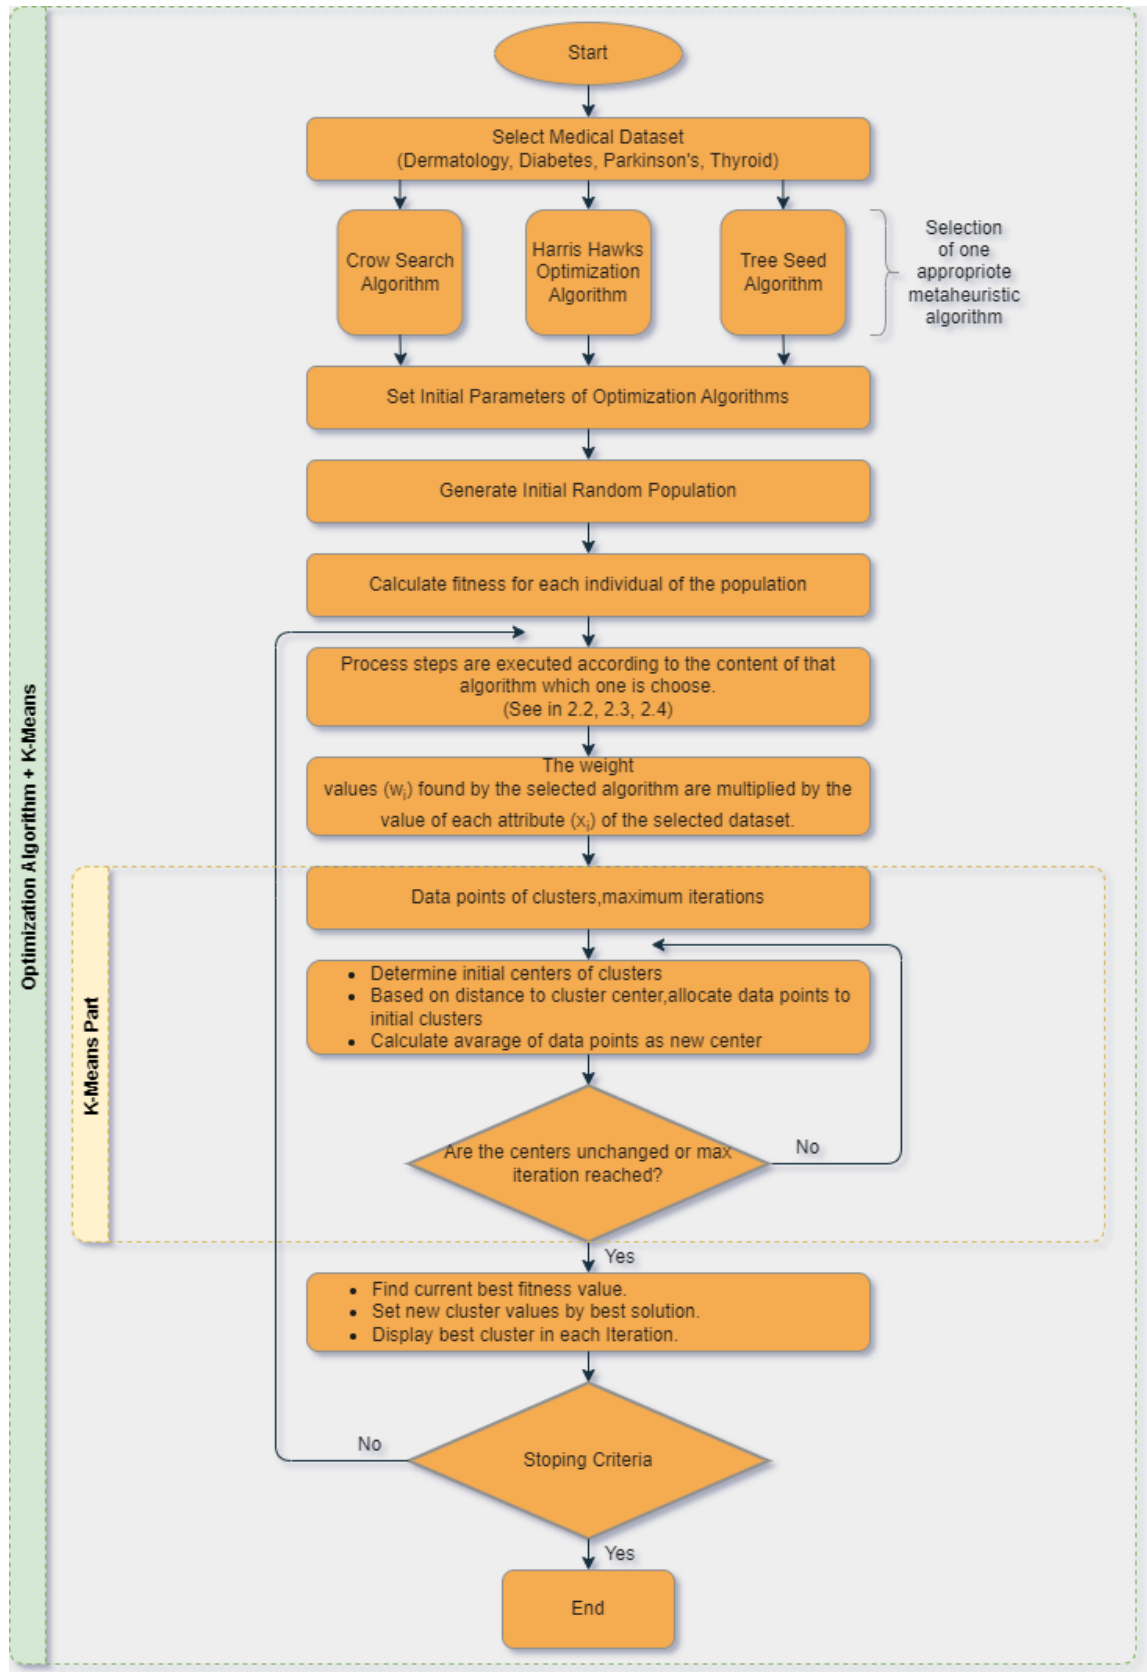 Start
Select Medical Dataset
(Dermatology, Diabetes, Parkinson's, Thyroid)
Crow Search
Algorithm
Harris Hawks
Optimization
Algorithm
Tree Seed
Algorithm
Selection
of one
appropriote
metaheuristic
algorithm
Set Initial Parameters of Optimization Algorithms
Generate Initial Random Population
Calculate fitness for each individual of the population
Process steps are executed according to the content of that
algorithm which one is choose.
(See in 2.2, 2.3, 2.4)
The weight
values (wi) found by the selected algorithm are multiplied by the
value of each attribute (xi) of the selected dataset.
Optimization Algorithm + K-Means
K-Means Part
Data points of clusters,maximum iterations
• Determine initial centers of clusters
• Based on distance to cluster center,allocate data points to
initial clusters
• Calculate avarage of data points as new center
Are the centers unchanged or max
iteration reached?
No
Yes
• Find current best fitness value.
• Set new cluster values by best solution.
• Display best cluster in each Iteration.
No
Stoping Criteria
Yes
End